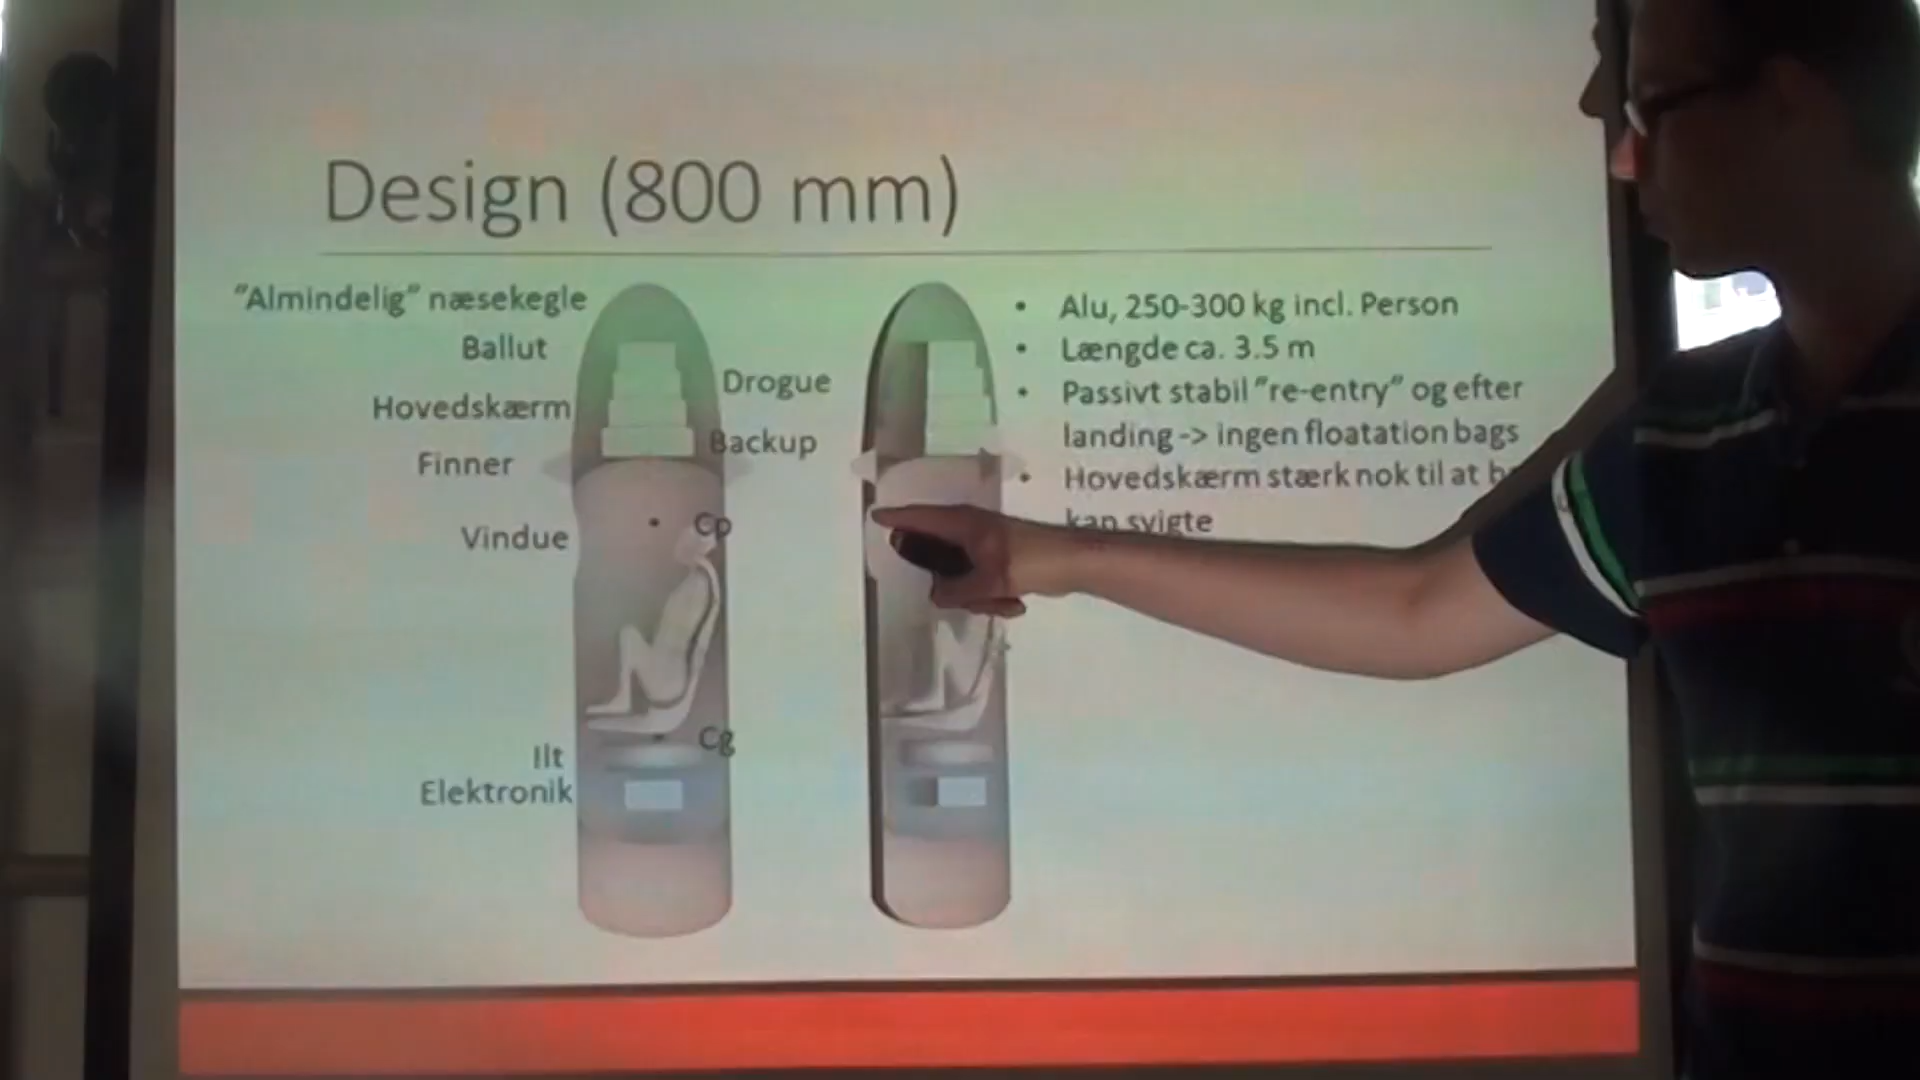 Design (800 mm)
"Almindelig" næsekegle
Ballut
Drogue
Hovedskærm
Backup
Finner
Cp
Vindue
Cg
Ilt
Elektronik
• Alu, 250-300 kg incl. Person
• Længde ca. 3.5 m
• Passivt stabil "re-entry" og efter
landing -> ingen floatation bags
• Hovedskærm stærk nok til at
kan svigte